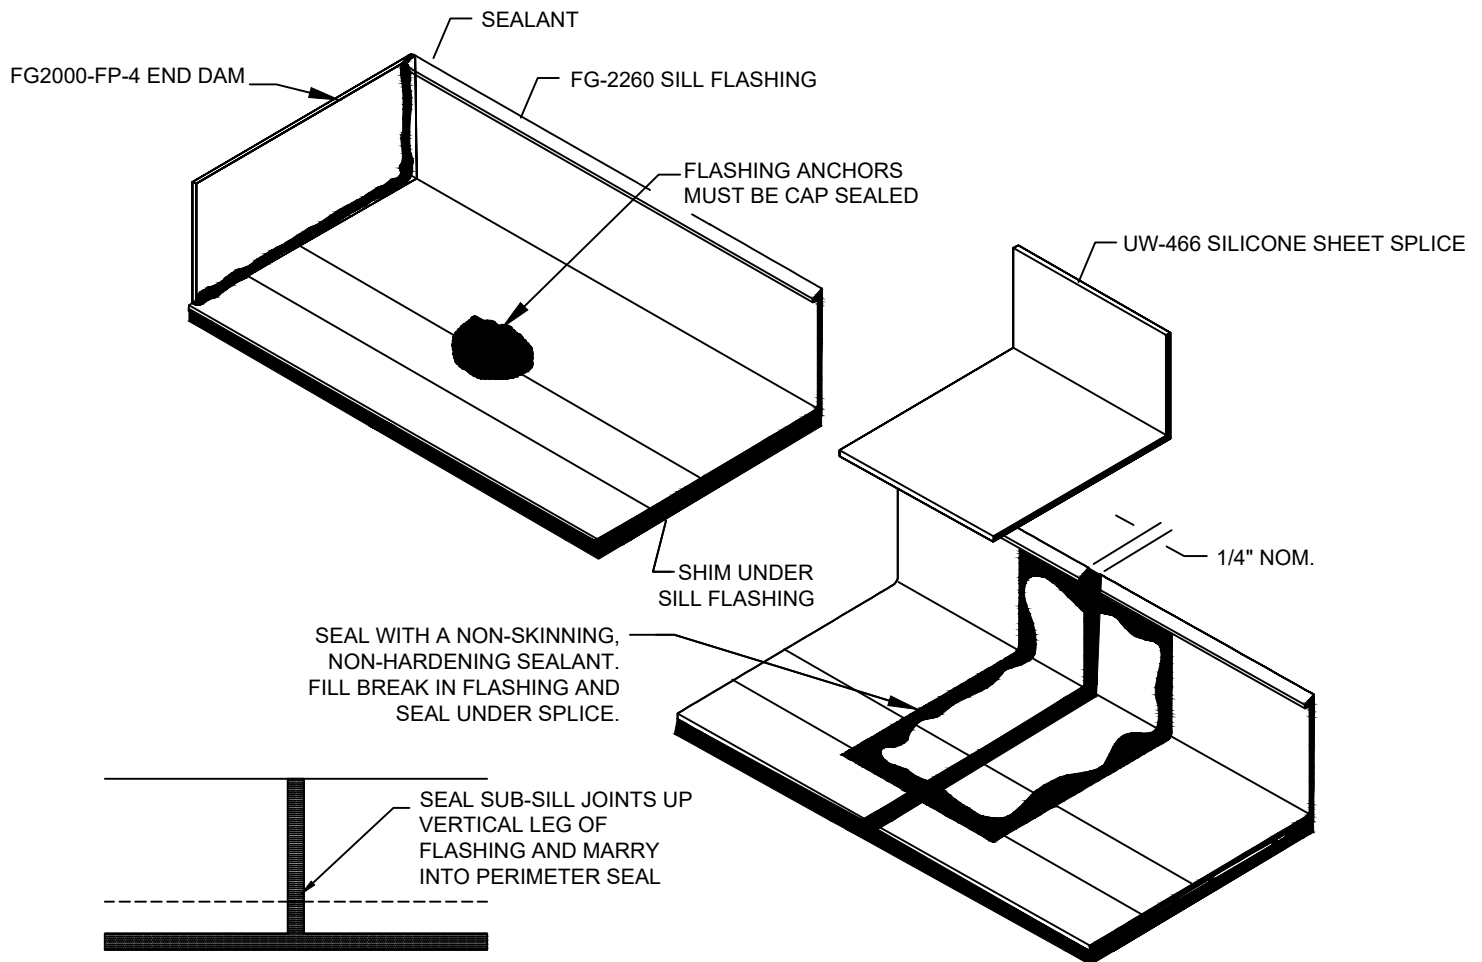 SEALANT
FG2000-FP-4 END DAM
FG-2260 SILL FLASHING
FLASHING ANCHORS
MUST BE CAP SEALED
UW-466 SILICONE SHEET SPLICE
1/4" NOM.
SHIM UNDER
SILL FLASHING
SEAL WITH A NON-SKINNING,
NON-HARDENING SEALANT.
FILL BREAK IN FLASHING AND
SEAL UNDER SPLICE.
SEAL SUB-SILL JOINTS UP
VERTICAL LEG OF
FLASHING AND MARRY
INTO PERIMETER SEAL